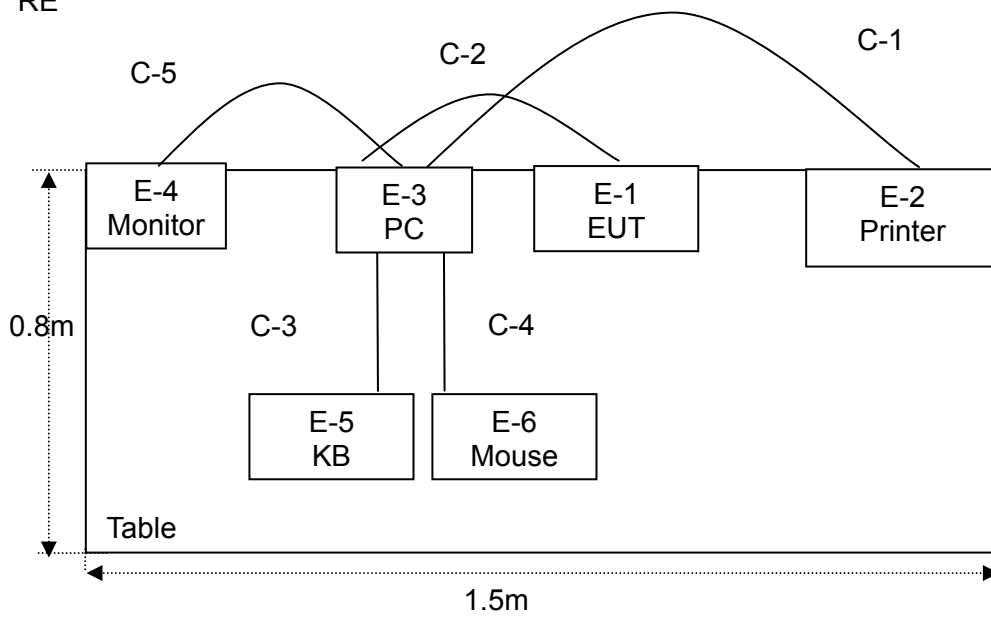 RE
C-1
C-2
C-5
E-4
Monitor
E-3
PC
E-1
EUT
E-2
Printer
0.8m
C-3
C-4
E-5
KB
E-6
Mouse
Table
1.5m